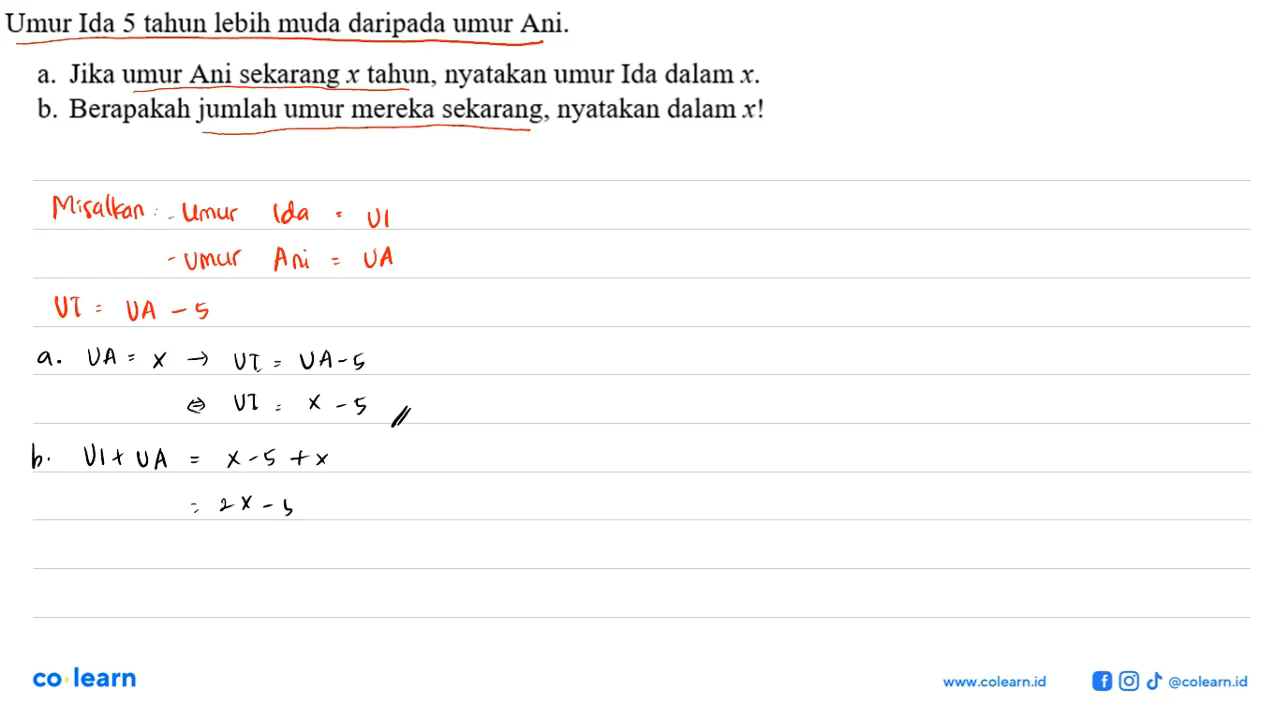 Umur Ida 5 tahun lebih muda daripada umur Ani.
a. Jika umur Ani sekarang x tahun, nyatakan umur Ida dalam x.
b. Berapakah jumlah umur mereka sekarang, nyatakan dalam x!
Misalkan : - Umur Ida = UI
- Umur Ani = UA
UI = UA - 5
a. UA = x → UI = UA - 5
⇔ UI = x - 5 //
b. UI + UA = x - 5 + x
= 2x - 5
co learn
www.colearn.id @colearn.id